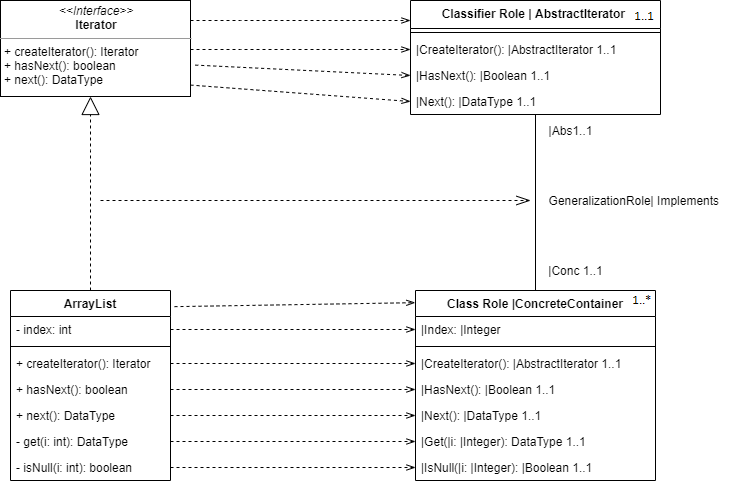 <<Interface>>
Iterator
+ createIterator(): Iterator
+ hasNext(): boolean
+ next(): DataType
Classifier Role | AbstractIterator 1..1
|CreateIterator(): |AbstractIterator 1..1
|HasNext(): |Boolean 1..1
|Next(): |DataType 1..1
|Abs1..1
GeneralizationRole| Implements
|Conc 1..1
ArrayList
- index: int
+ createIterator(): Iterator
+ hasNext(): boolean
+ next(): DataType
- get(i: int): DataType
- isNull(i: int): boolean
Class Role |ConcreteContainer 1..*
|Index: |Integer
|CreateIterator(): |AbstractIterator 1..1
|HasNext(): |Boolean 1..1
|Next(): |DataType 1..1
|Get(|i: |Integer): DataType 1..1
|IsNull(|i: |Integer): |Boolean 1..1